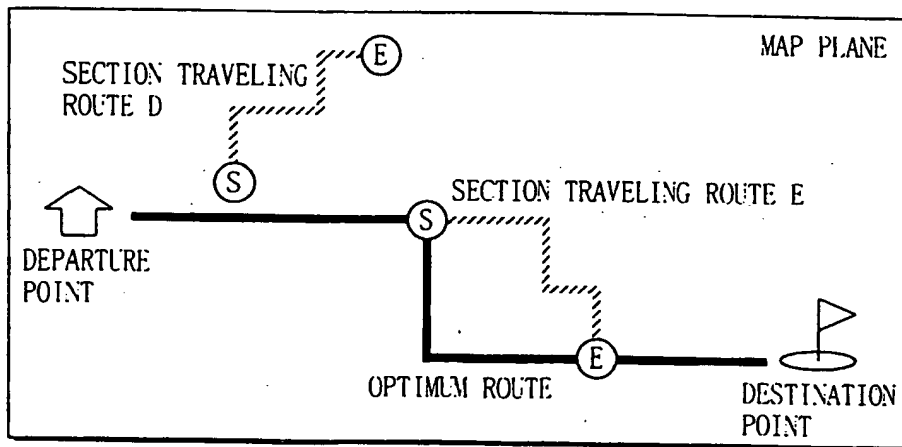 MAP PLANE
E
SECTION TRAVELING
ROUTE D
S
SECTION TRAVELING ROUTE E
S
DEPARTURE
POINT
E
OPTIMUM ROUTE
DESTINATION
POINT